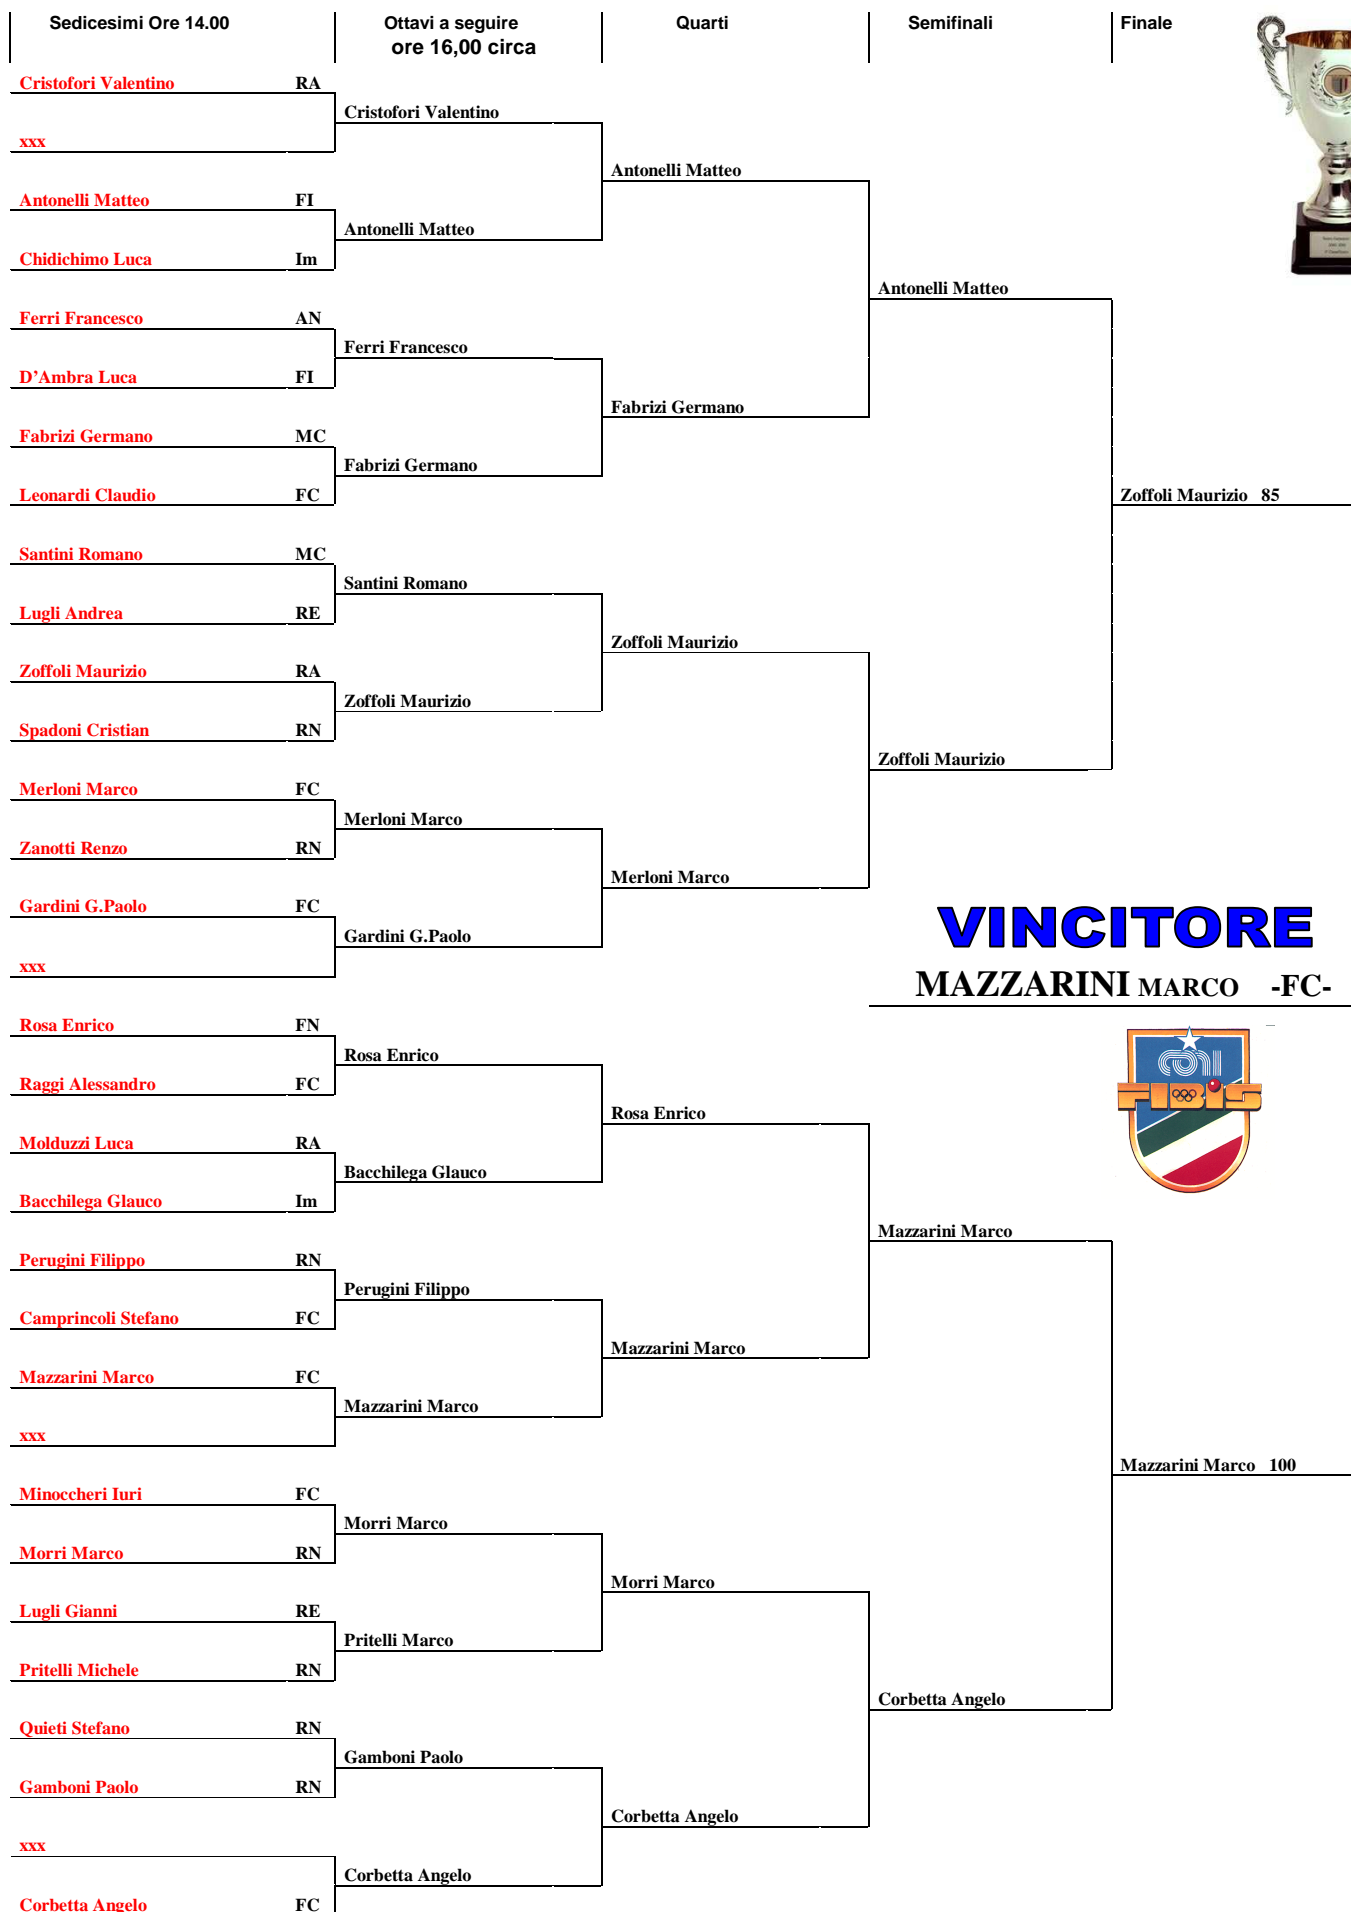 Sedicesimi Ore 14.00
Ottavi a seguire
ore 16,00 circa
Quarti
Semifinali
Finale
Cristofori Valentino RA
xxx
Antonelli Matteo FI
Chidichimo Luca Im
Ferri Francesco AN
D’Ambra Luca FI
Fabrizi Germano MC
Leonardi Claudio FC
Santini Romano MC
Lugli Andrea RE
Zoffoli Maurizio RA
Spadoni Cristian RN
Merloni Marco FC
Zanotti Renzo RN
Gardini G.Paolo FC
xxx
Rosa Enrico FN
Raggi Alessandro FC
Molduzzi Luca RA
Bacchilega Glauco Im
Perugini Filippo RN
Camprincoli Stefano FC
Mazzarini Marco FC
xxx
Minoccheri Iuri FC
Morri Marco RN
Lugli Gianni RE
Pritelli Michele RN
Quieti Stefano RN
Gamboni Paolo RN
xxx
Corbetta Angelo FC
Cristofori Valentino
Antonelli Matteo
Ferri Francesco
Fabrizi Germano
Santini Romano
Zoffoli Maurizio
Merloni Marco
Gardini G.Paolo
Rosa Enrico
Bacchilega Glauco
Perugini Filippo
Mazzarini Marco
Morri Marco
Pritelli Marco
Gamboni Paolo
Corbetta Angelo
Antonelli Matteo
Fabrizi Germano
Zoffoli Maurizio
Merloni Marco
Rosa Enrico
Mazzarini Marco
Morri Marco
Corbetta Angelo
Antonelli Matteo
Zoffoli Maurizio
Mazzarini Marco
Corbetta Angelo
Zoffoli Maurizio 85
Mazzarini Marco 100
VINCITORE
MAZZARINI MARCO -FC-
CONI
FIBiS